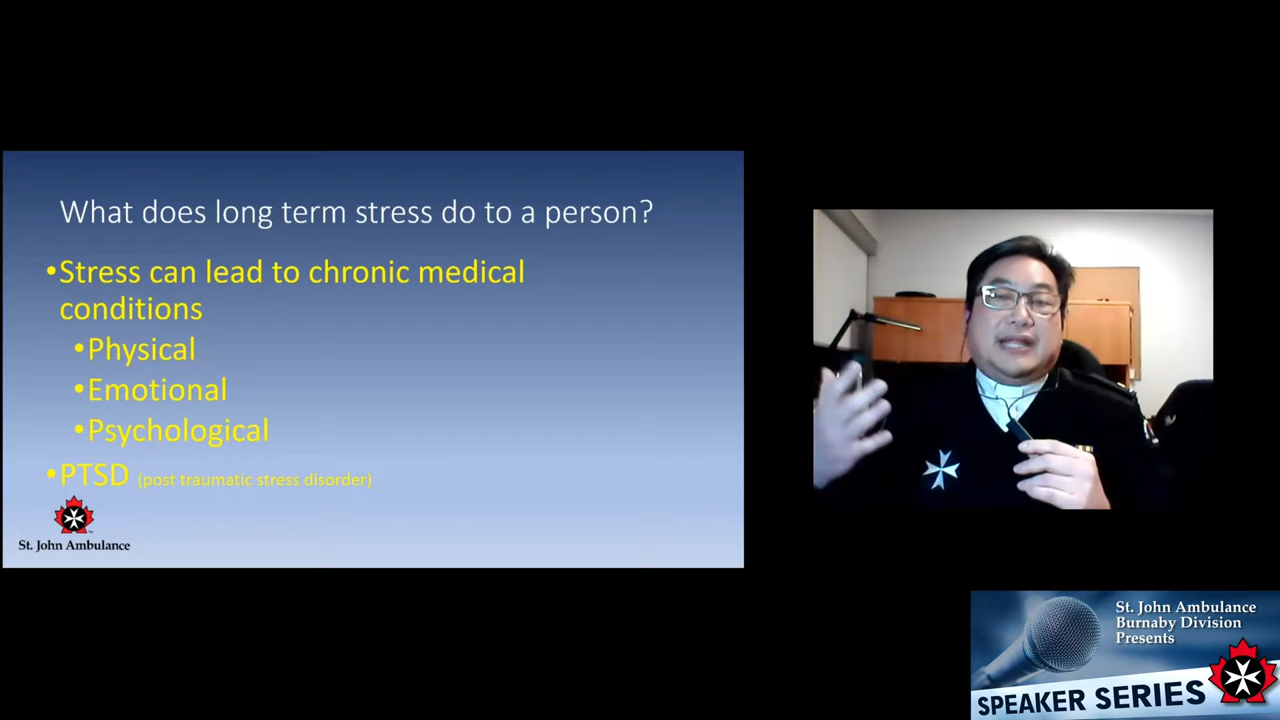 What does long term stress do to a person?
•Stress can lead to chronic medical
conditions
•Physical
•Emotional
•Psychological
•PTSD (post traumatic stress disorder)
St. John Ambulance
St. John Ambulance
Burnaby Division
Presents
SPEAKER SERIES